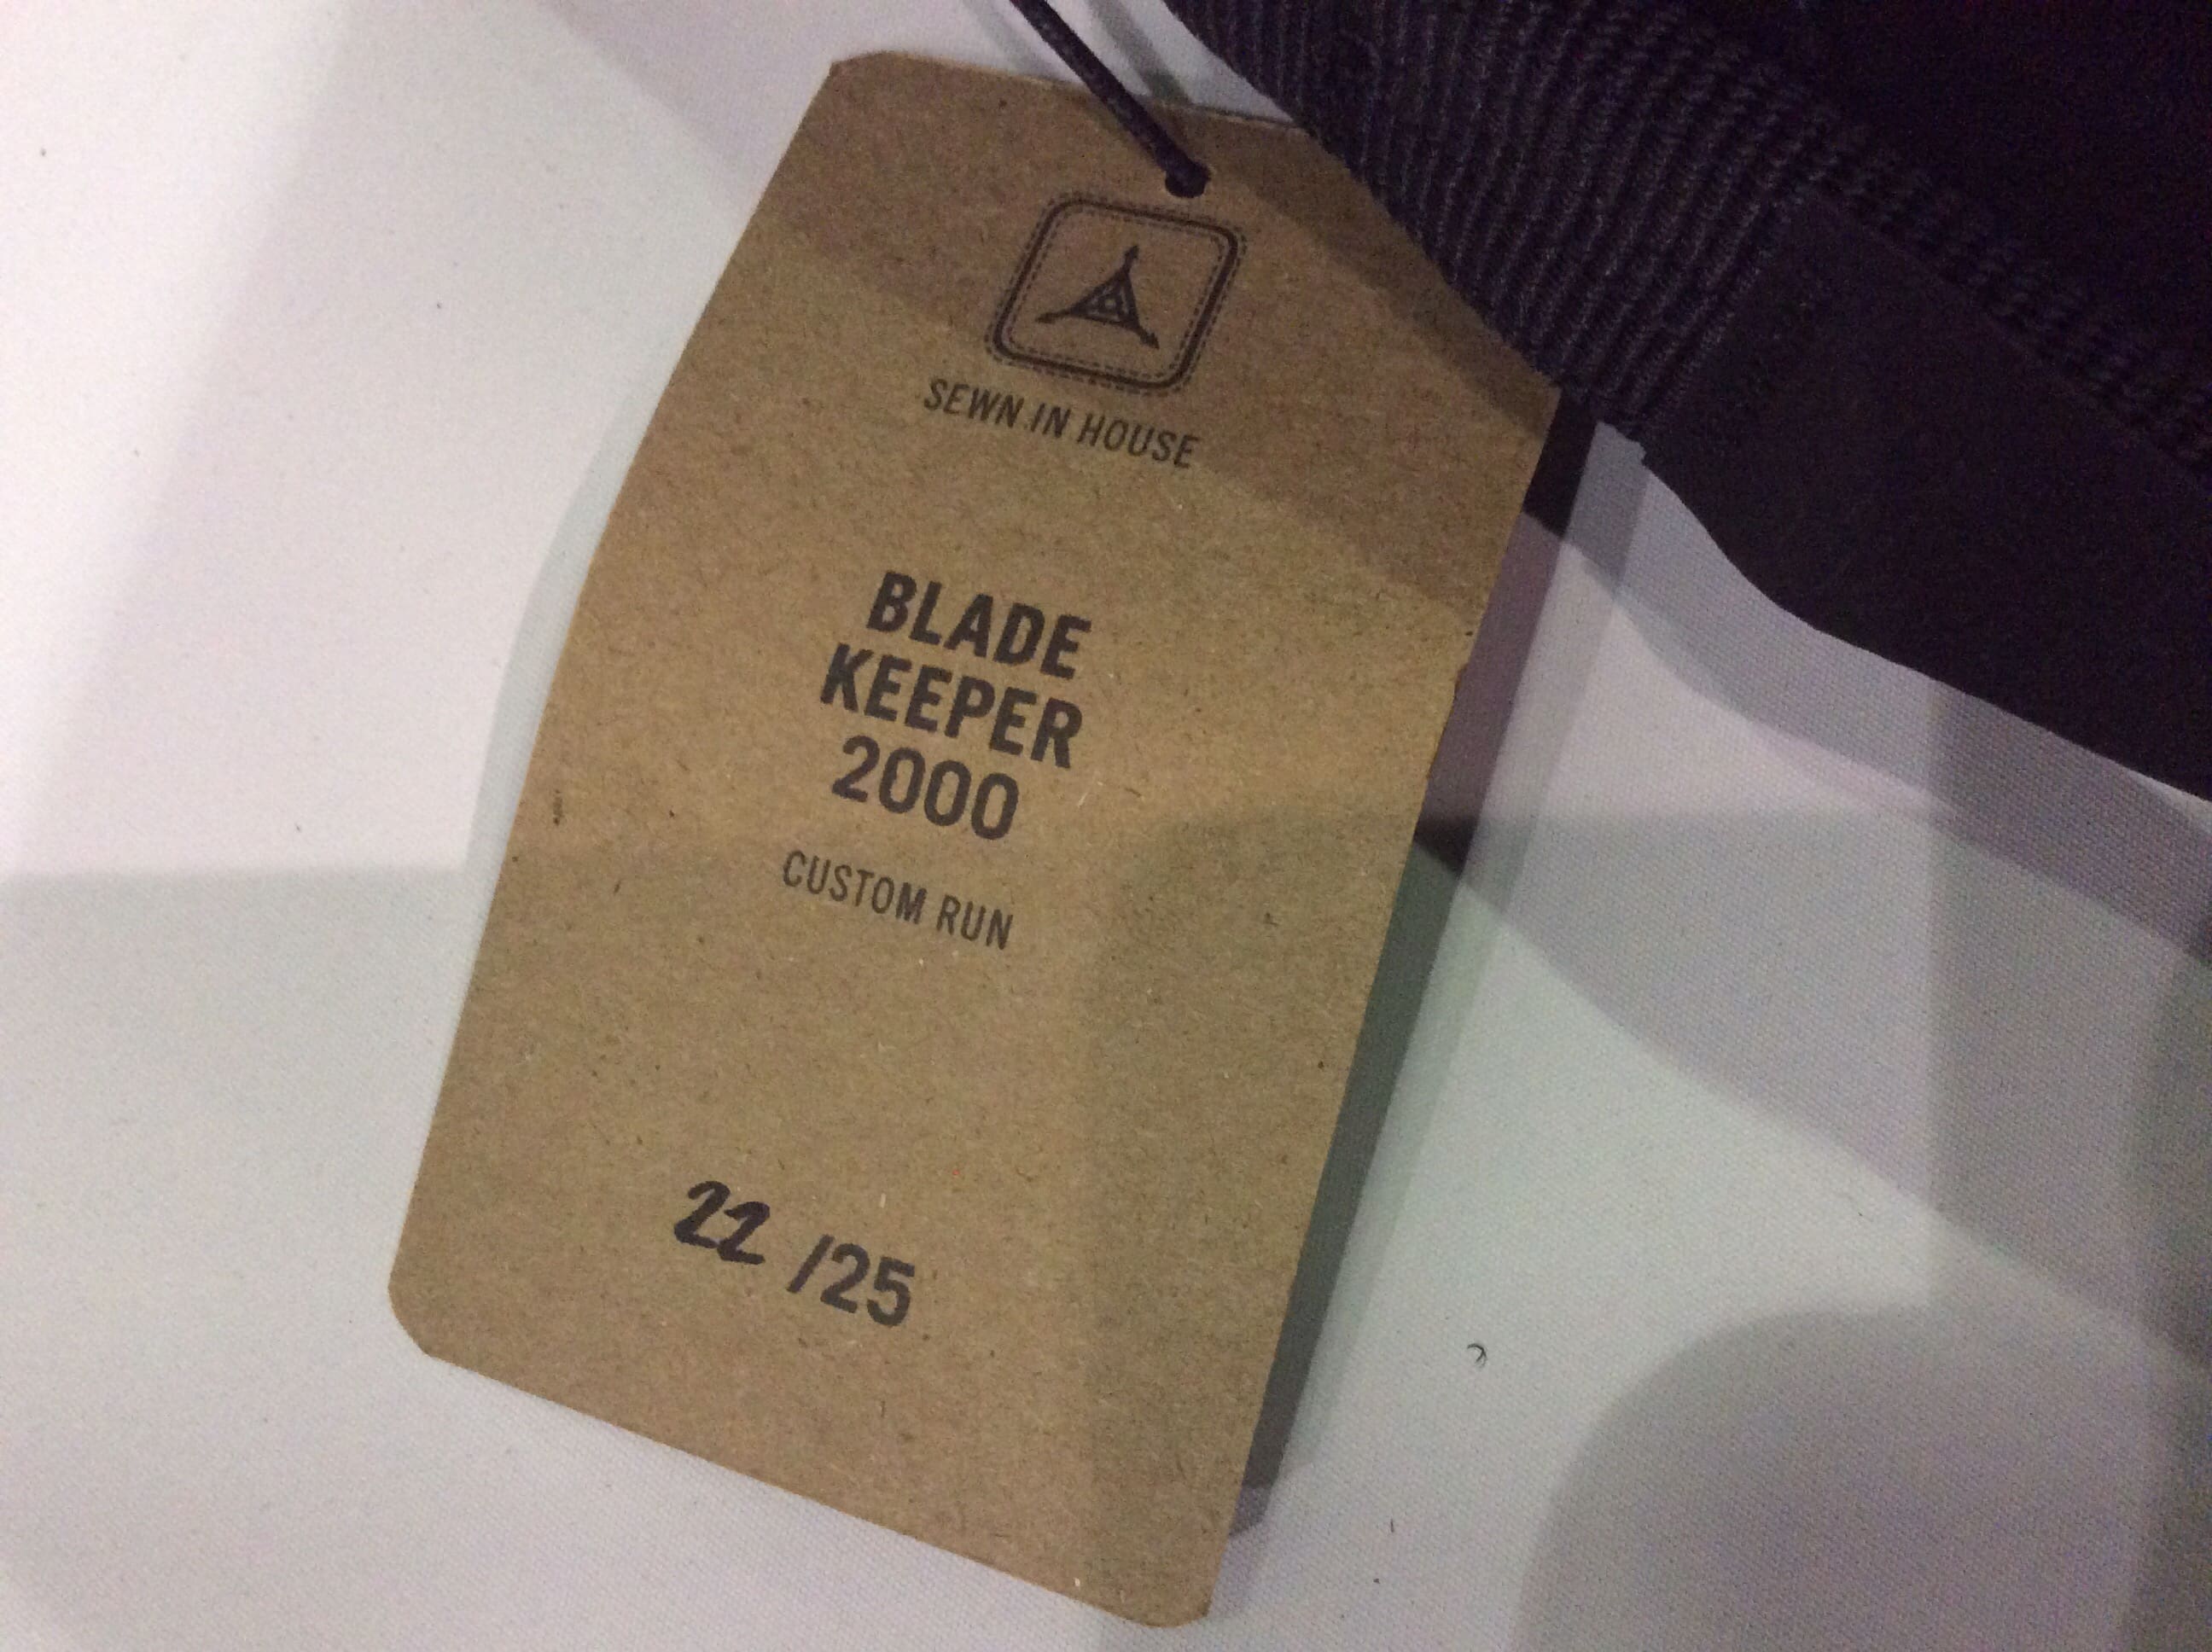 SEWN IN HOUSE
BLADE
KEEPER
2000
CUSTOM RUN
22 /25